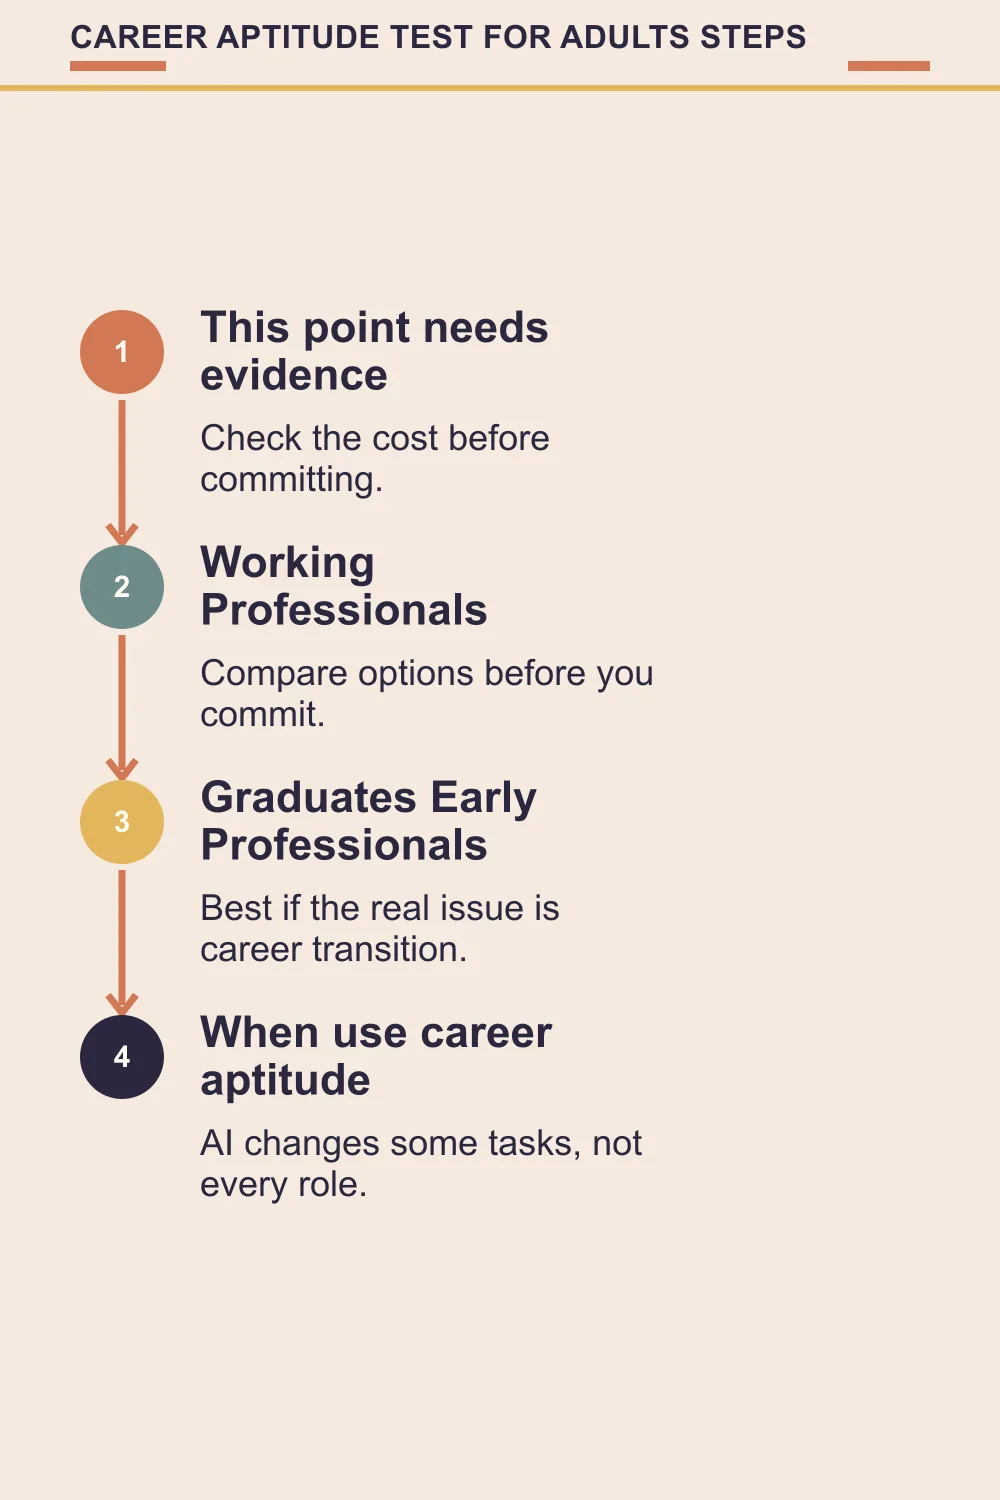 CAREER APTITUDE TEST FOR ADULTS STEPS
1
This point needs
evidence
Check the cost before
committing.
2
Working
Professionals
Compare options before you
commit.
3
Graduates Early
Professionals
Best if the real issue is
career transition.
4
When use career
aptitude
AI changes some tasks, not
every role.